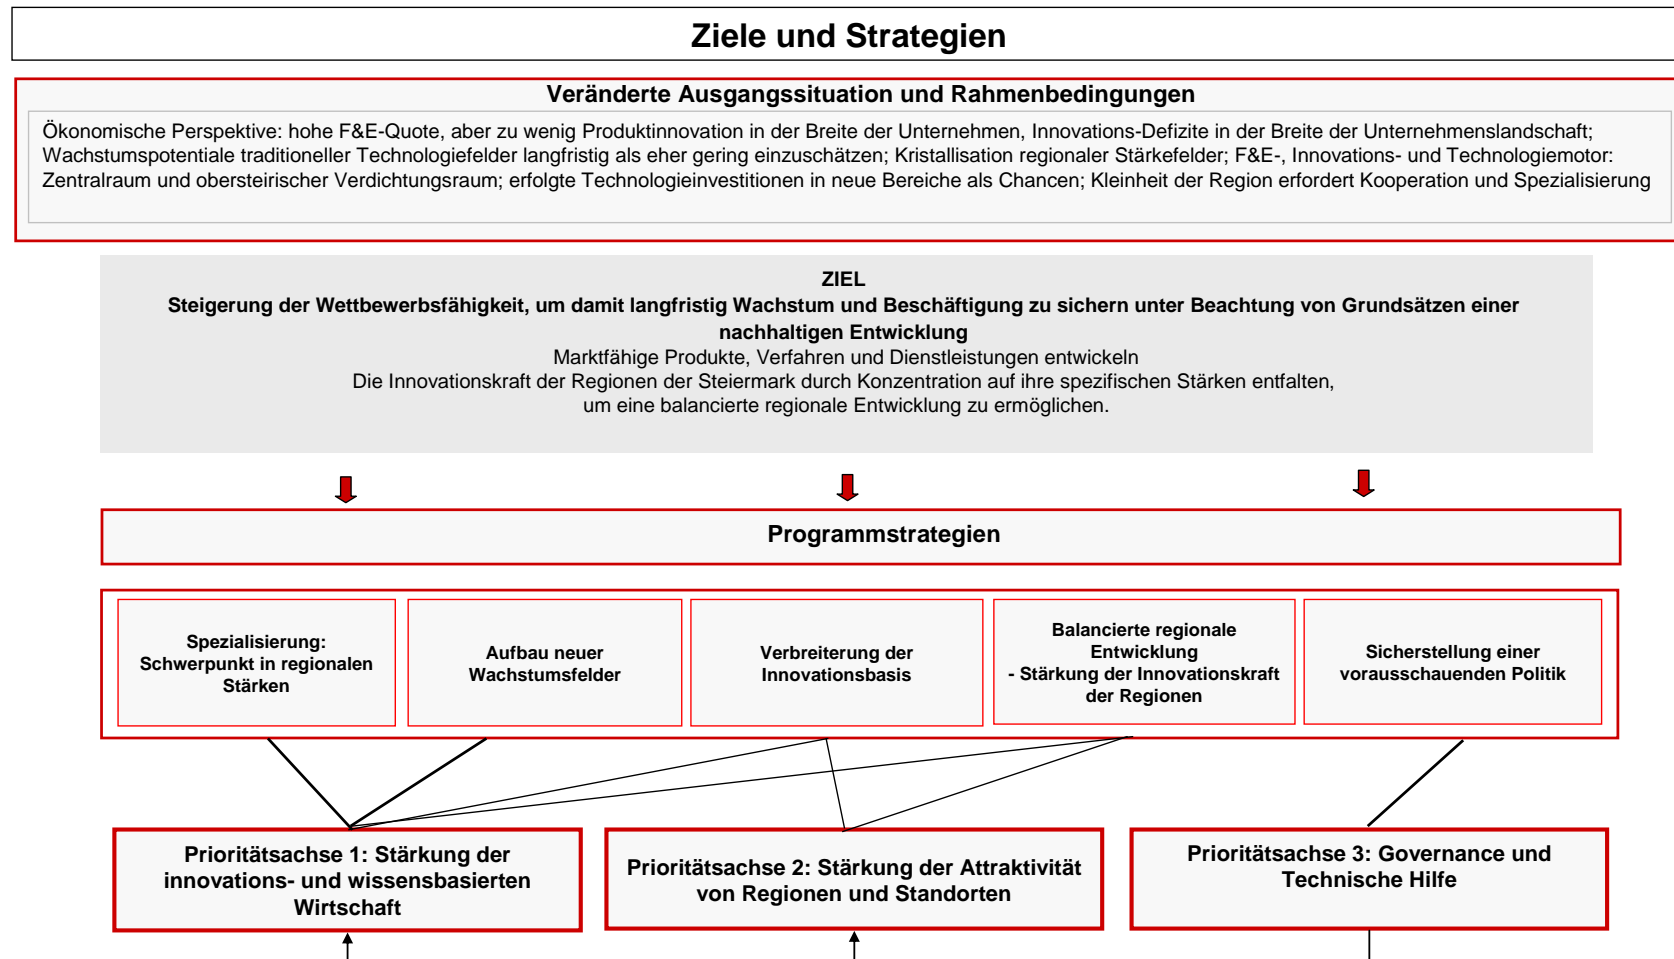 Ziele und Strategien
Veränderte Ausgangssituation und Rahmenbedingungen
Ökonomische Perspektive: hohe F&E-Quote, aber zu wenig Produktinnovation in der Breite der Unternehmen, Innovations-Defizite in der Breite der Unternehmenslandschaft;
Wachstumspotentiale traditioneller Technologiefelder langfristig als eher gering einzuschätzen; Kristallisation regionaler Stärkefelder; F&E-, Innovations- und Technologiemotor:
Zentralraum und obersteirischer Verdichtungsraum; erfolgte Technologieinvestitionen in neue Bereiche als Chancen; Kleinheit der Region erfordert Kooperation und Spezialisierung
ZIEL
Steigerung der Wettbewerbsfähigkeit, um damit langfristig Wachstum und Beschäftigung zu sichern unter Beachtung von Grundsätzen einer
nachhaltigen Entwicklung
Marktfähige Produkte, Verfahren und Dienstleistungen entwickeln
Die Innovationskraft der Regionen der Steiermark durch Konzentration auf ihre spezifischen Stärken entfalten,
um eine balancierte regionale Entwicklung zu ermöglichen.
Programmstrategien
Spezialisierung:
Schwerpunkt in regionalen
Stärken
Aufbau neuer
Wachstumsfelder
Verbreiterung der
Innovationsbasis
Balancierte regionale
Entwicklung
- Stärkung der Innovationskraft
der Regionen
Sicherstellung einer
vorausschauenden Politik
Prioritätsachse 1: Stärkung der
innovations- und wissensbasierten
Wirtschaft
Prioritätsachse 2: Stärkung der Attraktivität
von Regionen und Standorten
Prioritätsachse 3: Governance und
Technische Hilfe